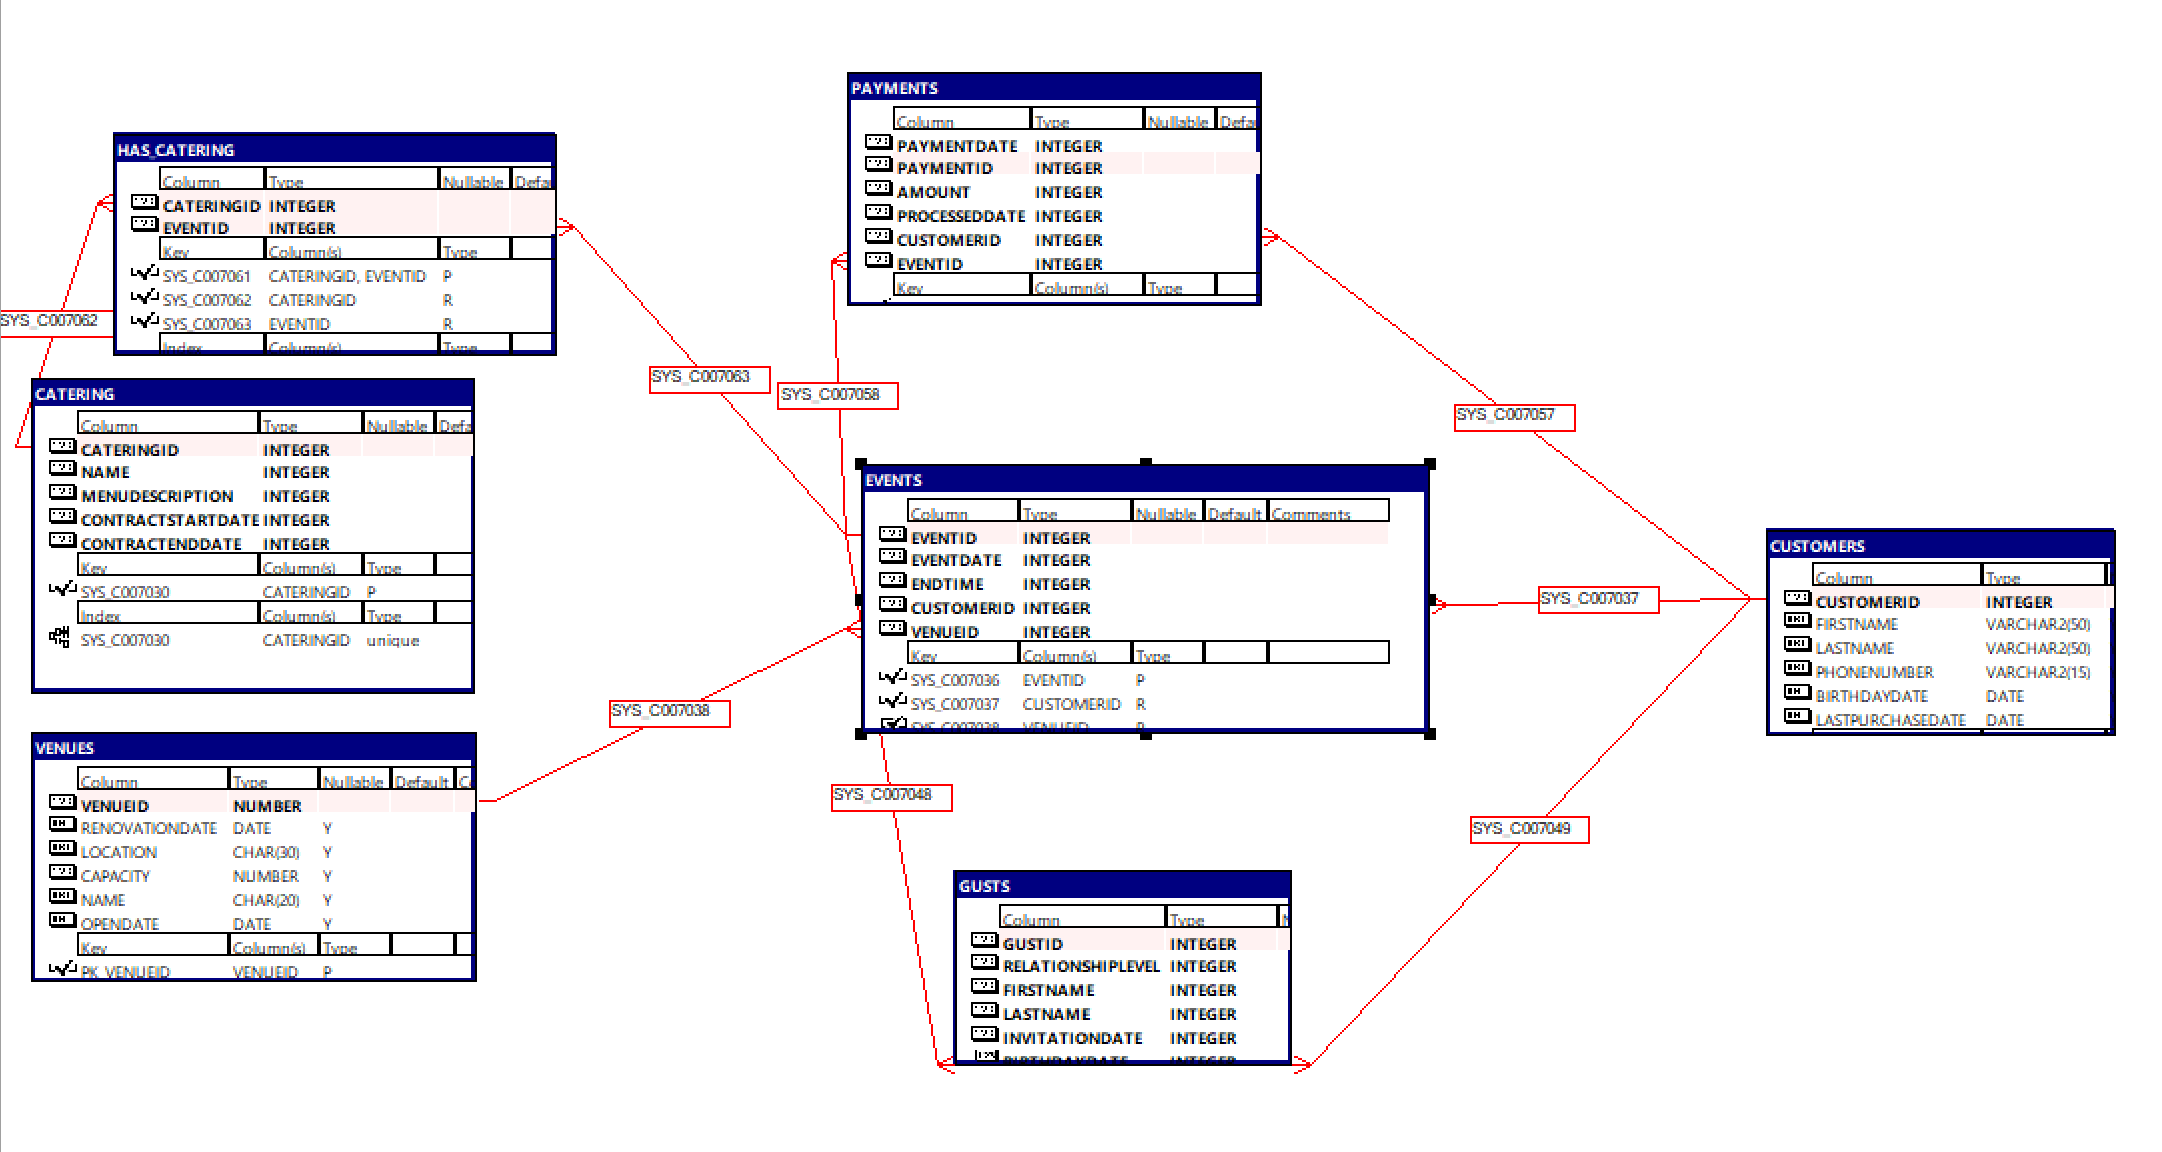 HAS_CATERING
Column Type Nullable Defa
CATERINGID INTEGER
EVENTID INTEGER
Key Column(s) Type
SYS_C007061 CATERINGID, EVENTID P
SYS_C007062 CATERINGID R
SYS_C007063 EVENTID R
Index Column(s) Type
SYS_C007062
CATERING
Column Type Nullable Defa
CATERINGID INTEGER
NAME INTEGER
MENUDESCRIPTION INTEGER
CONTRACTSTARTDATE INTEGER
CONTRACTENDDATE INTEGER
Key Column(s) Type
SYS_C007030 CATERINGID P
Index Column(s) Type
SYS_C007030 CATERINGID unique
VENUES
Column Type Nullable Default
VENUEID NUMBER
RENOVATIONDATE DATE Y
LOCATION CHAR(30) Y
CAPACITY NUMBER Y
NAME CHAR(20) Y
OPENDATE DATE Y
Key Column(s) Type
PK_VENUEID VENUEID P
PAYMENTS
Column Type Nullable Defa
PAYMENTDATE INTEGER
PAYMENTID INTEGER
AMOUNT INTEGER
PROCESSEDDATE INTEGER
CUSTOMERID INTEGER
EVENTID INTEGER
Key Column(s) Type
SYS_C007063
SYS_C007058
SYS_C007057
EVENTS
Column Type Nullable Default Comments
EVENTID INTEGER
EVENTDATE INTEGER
ENDTIME INTEGER
CUSTOMERID INTEGER
VENUEID INTEGER
Key Column(s) Type
SYS_C007036 EVENTID P
SYS_C007037 CUSTOMERID R
SYS_C007038 VENUEID R
SYS_C007037
CUSTOMERS
Column Type
CUSTOMERID INTEGER
FIRSTNAME VARCHAR2(50)
LASTNAME VARCHAR2(50)
PHONENUMBER VARCHAR2(15)
BIRTHDAYDATE DATE
LASTPURCHASEDATE DATE
SYS_C007038
SYS_C007048
SYS_C007049
GUSTS
Column Type
GUSTID INTEGER
RELATIONSHIPLEVEL INTEGER
FIRSTNAME INTEGER
LASTNAME INTEGER
INVITATIONDATE INTEGER
BIRTHDAYDATE INTEGER